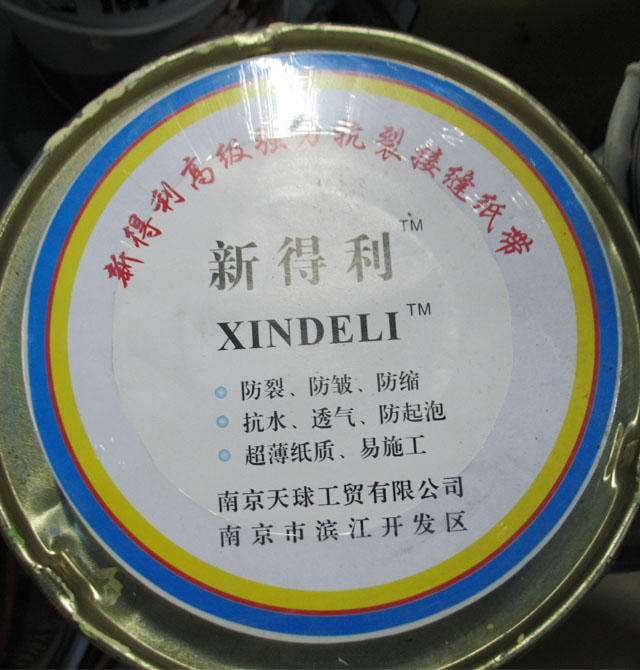 新得利高级强力抗裂接缝纸带
新得利™
XINDELI™
防裂、防皱、防缩
抗水、透气、防起泡
超薄纸质、易施工
南京天球工贸有限公司
南京市滨江开发区